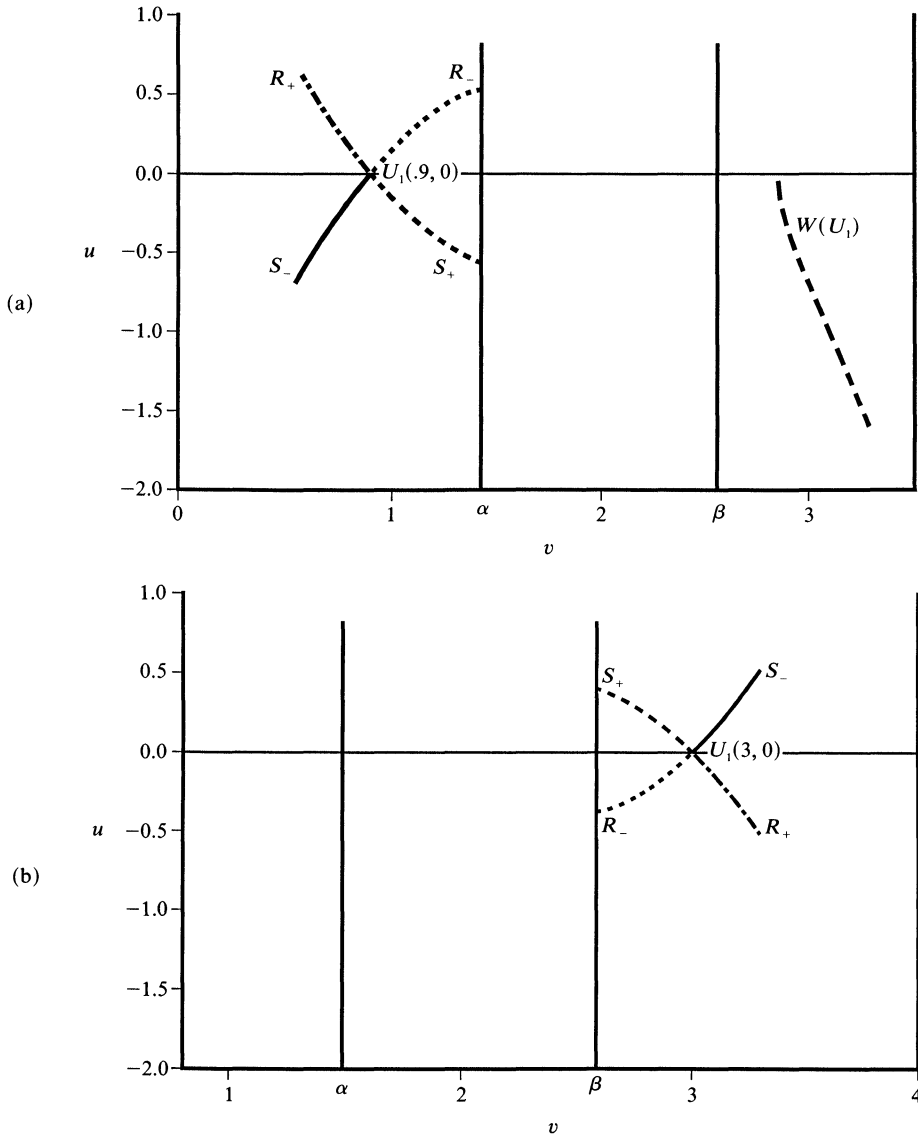 (a)
u
1.0
0.5
0.0
−0.5
−1.0
−1.5
−2.0
R₊
R₋
U₁(.9, 0)
S₋
S₊
W(U₁)
0
1
α
2
β
3
v
(b)
u
1.0
0.5
0.0
−0.5
−1.0
−1.5
−2.0
S₊
S₋
U₁(3, 0)
R₋
R₊
1
α
2
β
3
4
v